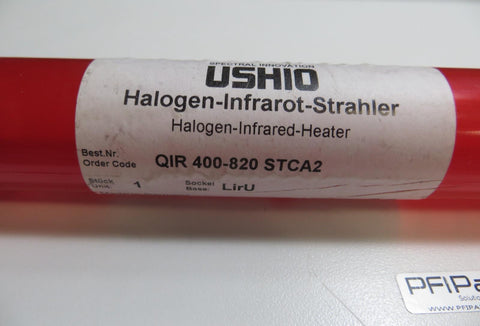 SPECTRAL INNOVATION
USHIO
Halogen-Infrarot-Strahler
Halogen-Infrared-Heater
Best.Nr.
Order Code QIR 400-820 STCA2
Stück
Unit 1
Sockel
Base: LirU